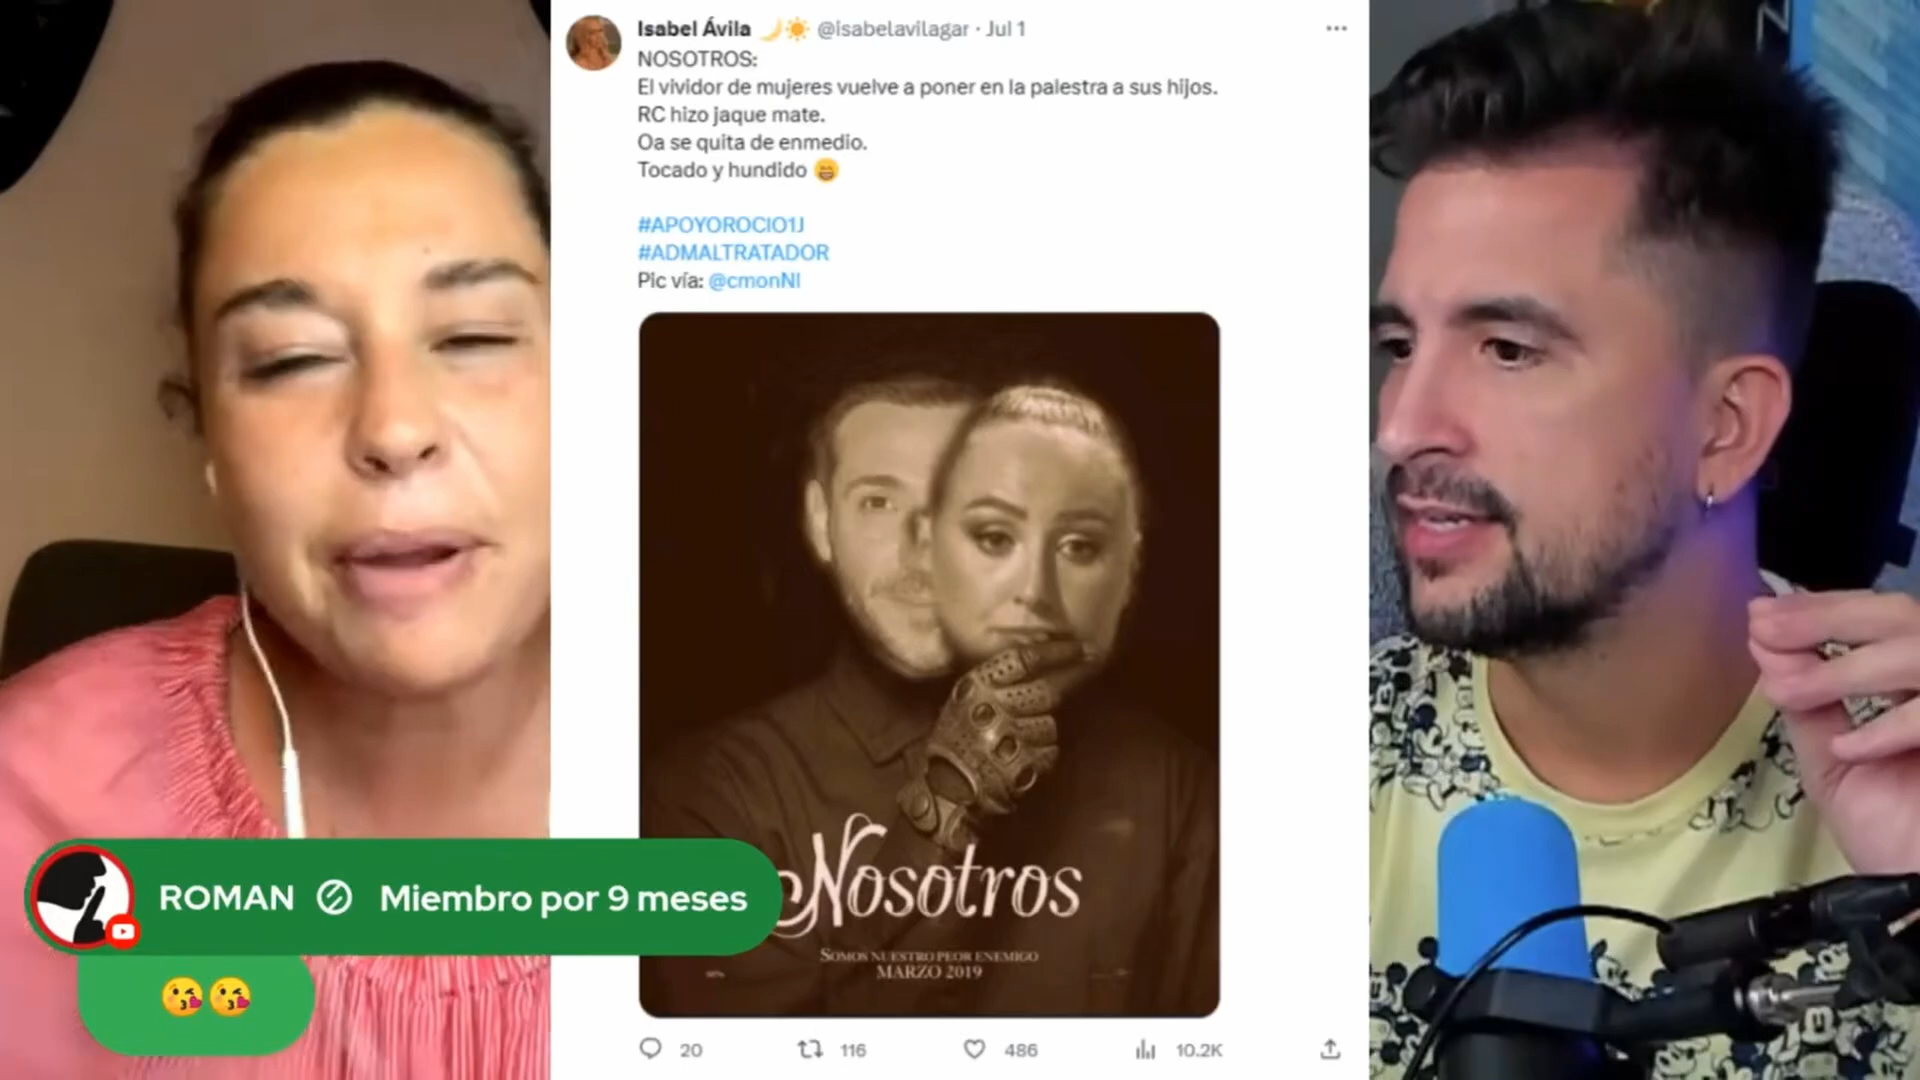 Isabel Ávila 🌙☀️ @isabelavilagar · Jul 1
NOSOTROS:
El vividor de mujeres vuelve a poner en la palestra a sus hijos.
RC hizo jaque mate.
Oa se quita de enmedio.
Tocado y hundido 😄
#APOYOROCIO1J
#ADMALTRATADOR
Pic vía: @cmonNI
Nosotros
SOMOS NUESTRO PEOR ENEMIGO
MARZO 2019
20 116 486 10.2K
ROMAN Miembro por 9 meses
😘😘